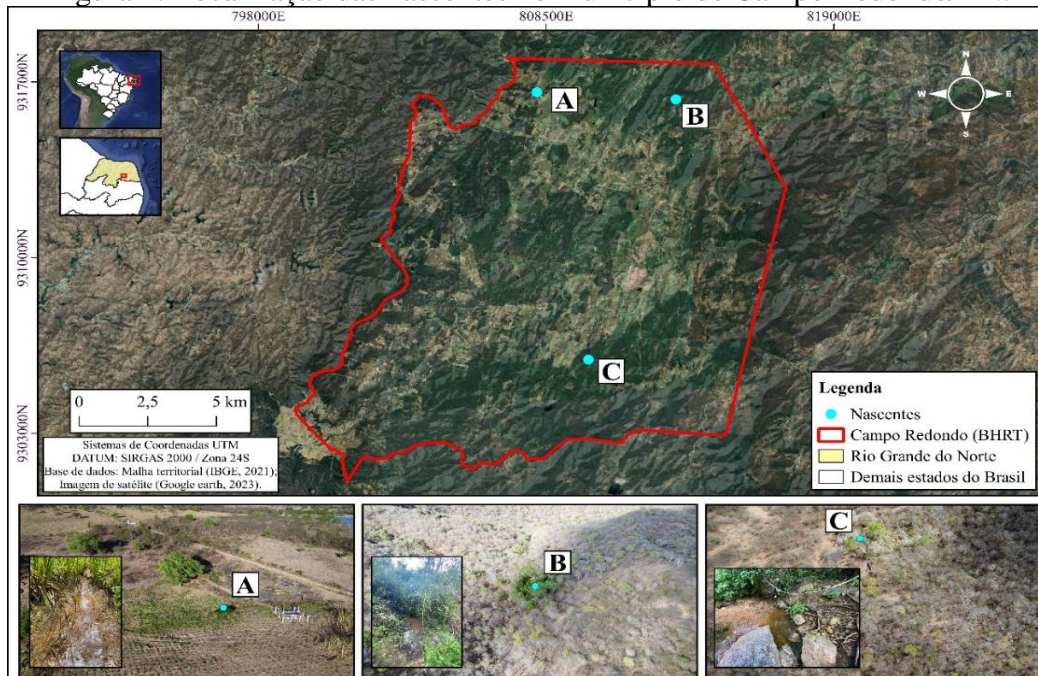 798000E
808500E
819000E
9317000N
9310000N
9303000N
N
W
E
S
A
B
C
0 2,5 5 km
Sistemas de Coordenadas UTM
DATUM: SIRGAS 2000 / Zona 24S
Base de dados: Malha territorial (IBGE, 2021);
Imagem de satélite (Google earth, 2023).
Legenda
Nascentes
Campo Redondo (BHRT)
Rio Grande do Norte
Demais estados do Brasil
A
B
C